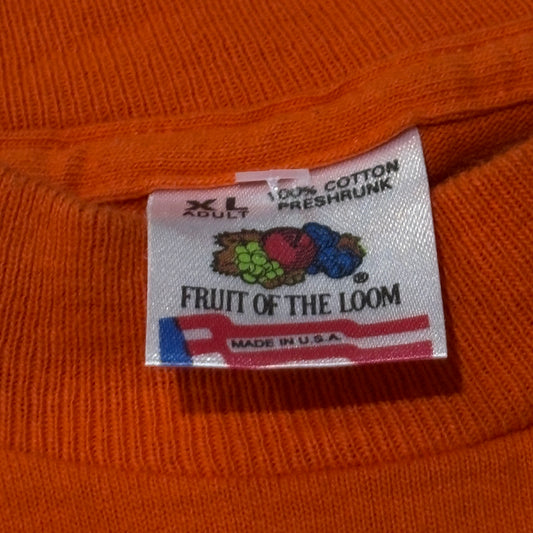 XL
ADULT
100% COTTON
PRESHRUNK
®
FRUIT OF THE LOOM
MADE IN U.S.A.